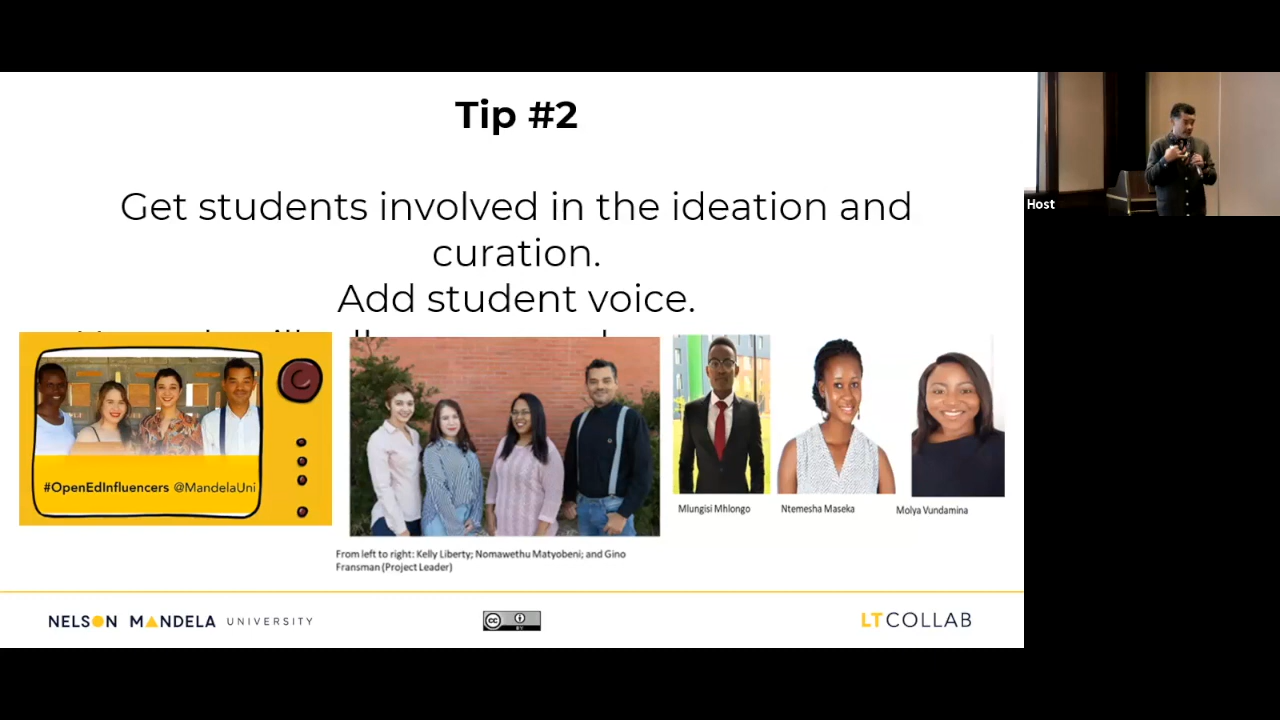 Tip #2
Get students involved in the ideation and
curation.
Add student voice.
#OpenEdInfluencers @MandelaUni
Mlungisi Mhlongo
Ntemesha Maseka
Molya Vundamina
From left to right: Kelly Liberty; Nomawethu Matyobeni; and Gino
Fransman (Project Leader)
NELSON MANDELA UNIVERSITY
CC BY
LTCOLLAB
Host